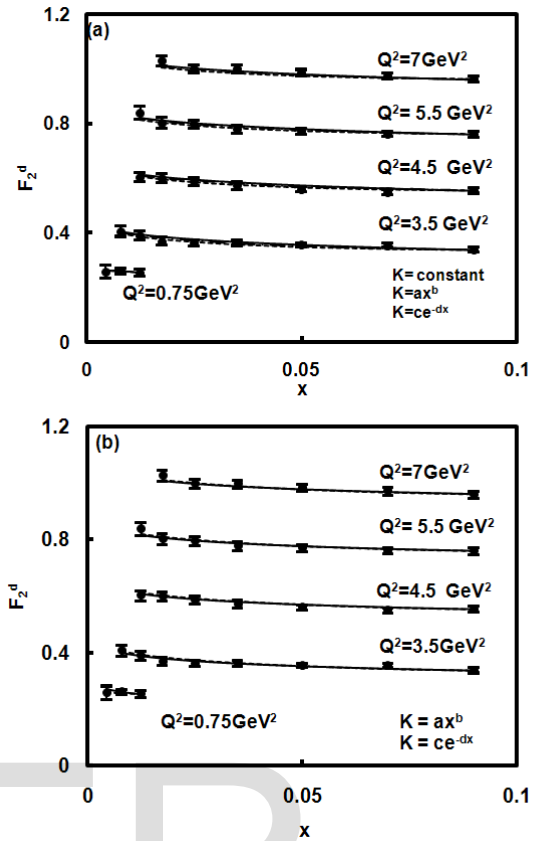 1.2
(a)
Q²=7GeV²
0.8
Q²= 5.5 GeV²
F₂ᵈ
Q²=4.5 GeV²
0.4
Q²=3.5 GeV²
K= constant
Q²=0.75GeV²
K=axᵇ
K=ce⁻ᵈˣ
0
0
0.05
0.1
x
1.2
(b)
Q²=7GeV²
0.8
Q²= 5.5 GeV²
F₂ᵈ
Q²=4.5 GeV²
0.4
Q²=3.5GeV²
Q²=0.75GeV²
K = axᵇ
K = ce⁻ᵈˣ
0
0
0.05
0.1
x